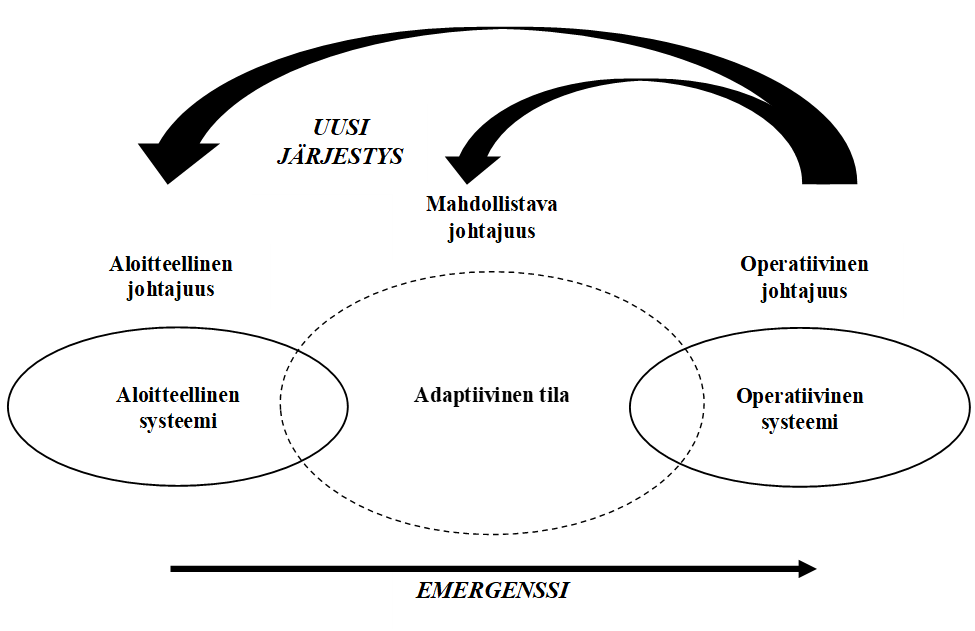 UUSI
JÄRJESTYS
Mahdollistava
johtajuus
Aloitteellinen
johtajuus
Operatiivinen
johtajuus
Aloitteellinen
systeemi
Adaptiivinen tila
Operatiivinen
systeemi
EMERGENSSI